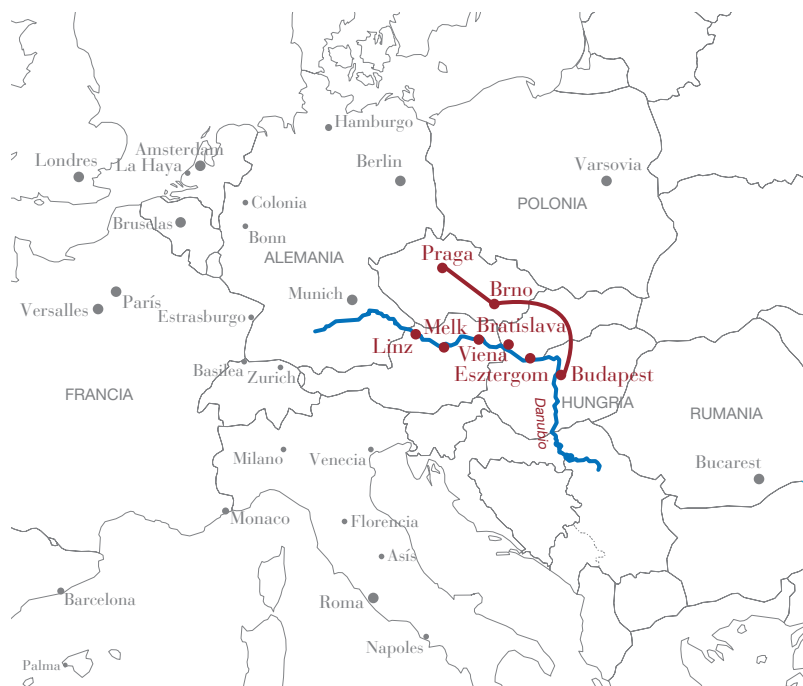 Hamburgo
Amsterdam
Londres
La Haya
Berlin
Varsovia
Colonia
POLONIA
Bruselas
Bonn
ALEMANIA
Praga
Brno
Munich
París
Versalles
Estrasburgo
Melk
Bratislava
Linz
Viena
Basilea
Zurich
Esztergom
Budapest
FRANCIA
Danubio
HUNGRIA
RUMANIA
Milano
Venecia
Bucarest
Monaco
Florencia
Asís
Barcelona
Roma
Napoles
Palma